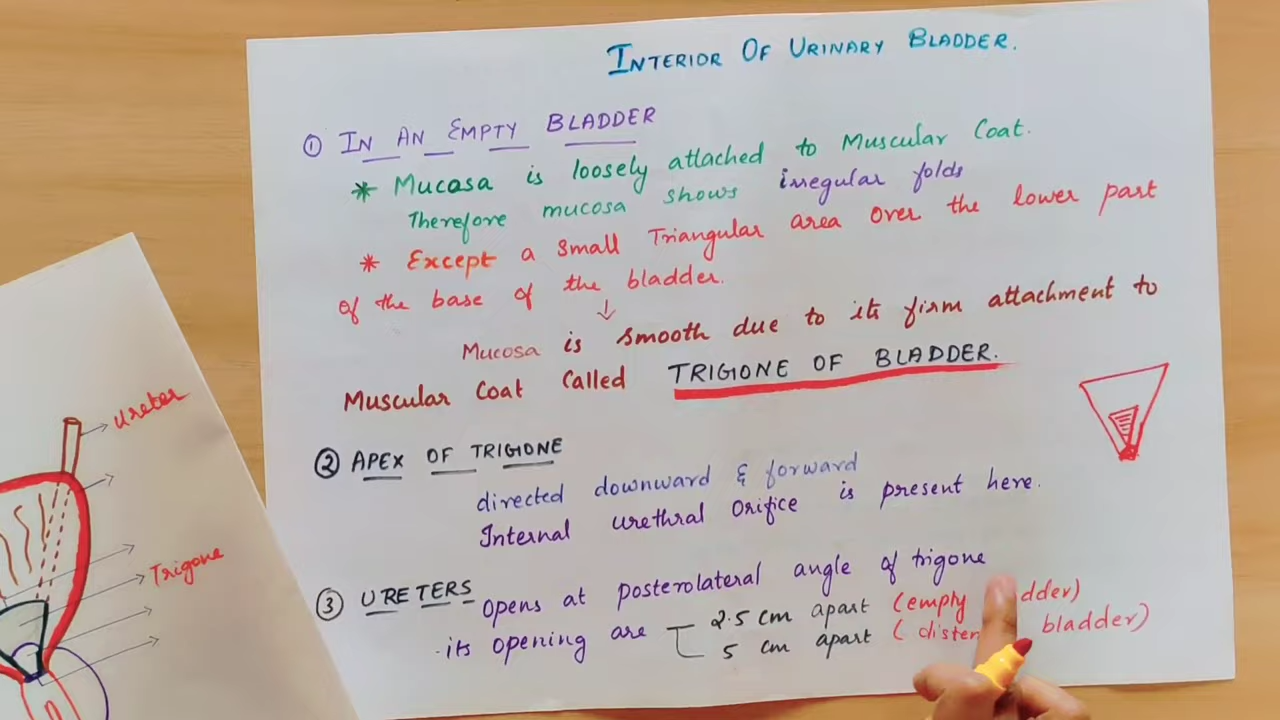 INTERIOR OF URINARY BLADDER.
① IN AN EMPTY BLADDER
* Mucosa is loosely attached to Muscular Coat.
Therefore mucosa shows irregular folds
* Except a small Triangular area over the lower part
of the base of the bladder.
↓
Mucosa is smooth due to its firm attachment to
Muscular Coat Called TRIGONE OF BLADDER.
② APEX OF TRIGONE
directed downward & forward
Internal urethral Orifice is present here.
③ URETERS
Opens at posterolateral angle of trigone
its opening are
2.5 cm apart (empty dder)
5 cm apart ( disten bladder)
Ureter
Trigone